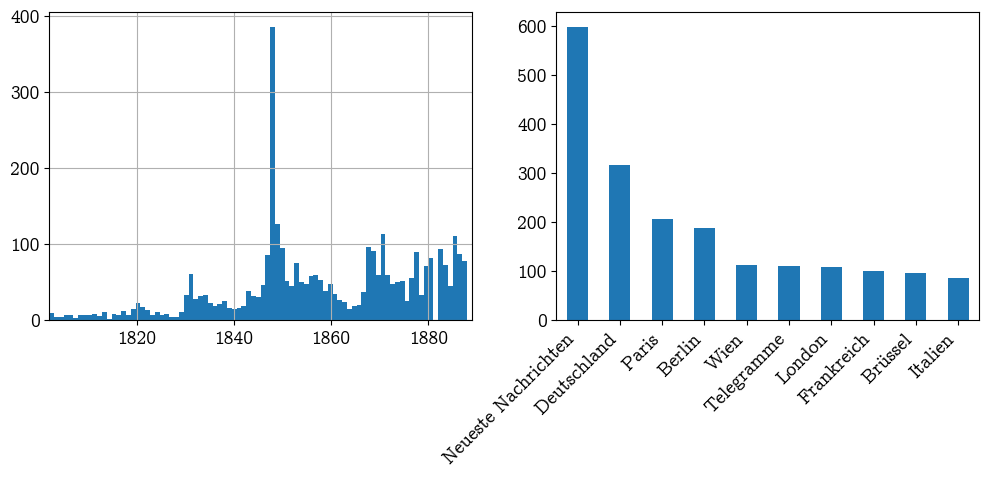 400
300
200
100
0
1820 1840 1860 1880
600
500
400
300
200
100
0
Neueste Nachrichten
Deutschland
Paris
Berlin
Wien
Telegramme
London
Frankreich
Brüssel
Italien